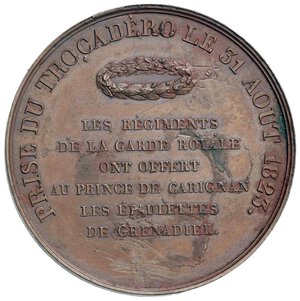 PRISE DU TROÇADÉRO LE 31 AOUT 1823.
LES RÉGIMENTS
DE LA GARDE ROYALE
ONT OFFERT
AU PRINCE DE CARIGNAN
LES ÉPAULETTES
DE GRENADIER.